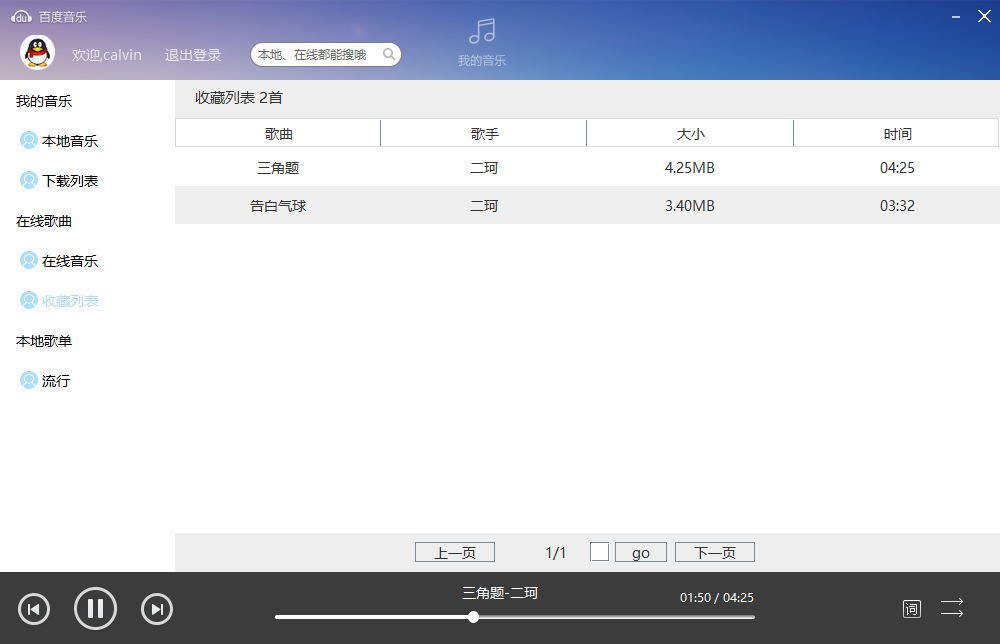 du 百度音乐
欢迎,calvin 退出登录 本地、在线都能搜哦 我的音乐
我的音乐
本地音乐
下载列表
在线歌曲
在线音乐
收藏列表
本地歌单
流行
收藏列表 2首
歌曲 歌手 大小 时间
三角题 二珂 4.25MB 04:25
告白气球 二珂 3.40MB 03:32
上一页 1/1 go 下一页
三角题-二珂 01:50 / 04:25
词